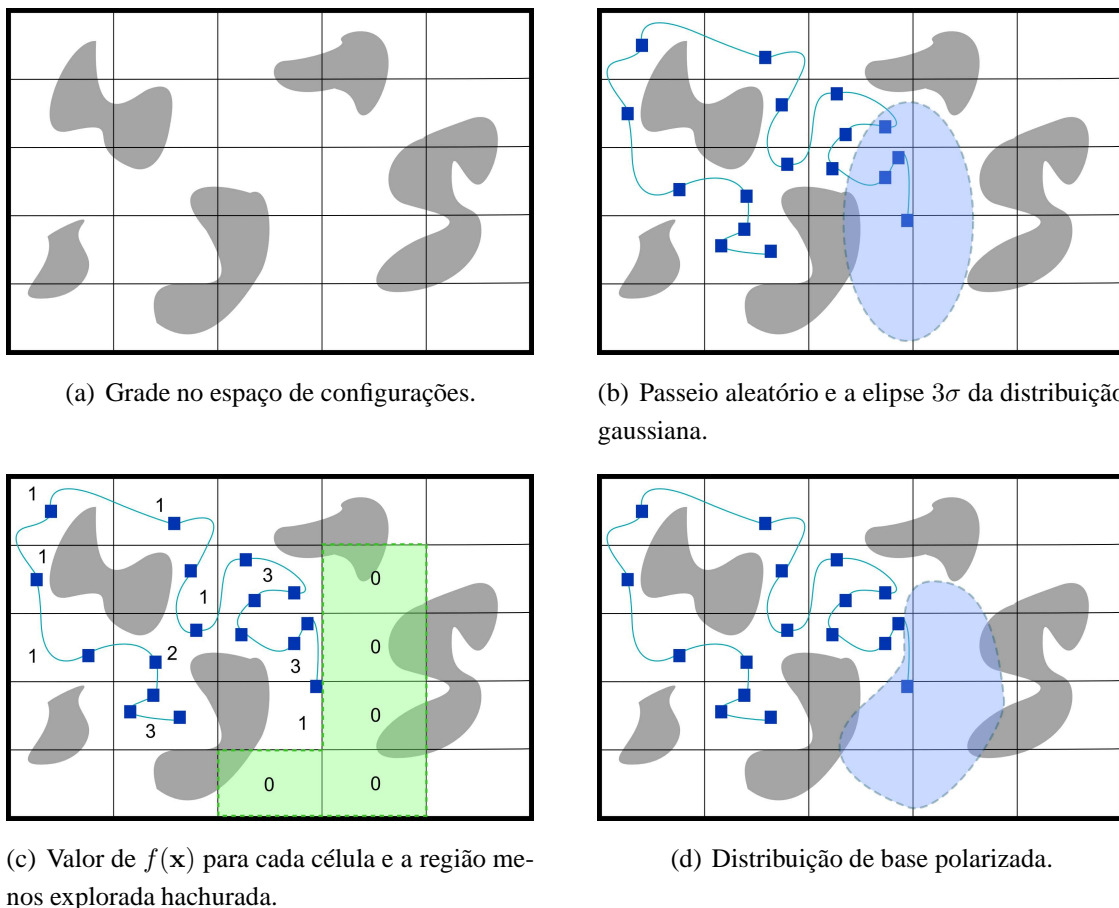 (a) Grade no espaço de configurações.
(b) Passeio aleatório e a elipse 3σ da distribuição
gaussiana.
1
1
1
3
0
1
1
2
3
0
3
1
0
0
0
(c) Valor de f(x) para cada célula e a região me-
nos explorada hachurada.
(d) Distribuição de base polarizada.